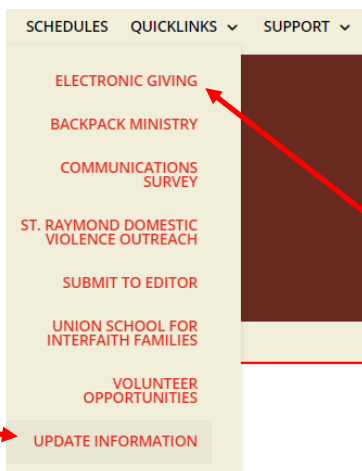 SCHEDULES QUICKLINKS SUPPORT
ELECTRONIC GIVING
BACKPACK MINISTRY
COMMUNICATIONS
SURVEY
ST. RAYMOND DOMESTIC
VIOLENCE OUTREACH
SUBMIT TO EDITOR
UNION SCHOOL FOR
INTERFAITH FAMILIES
VOLUNTEER
OPPORTUNITIES
UPDATE INFORMATION